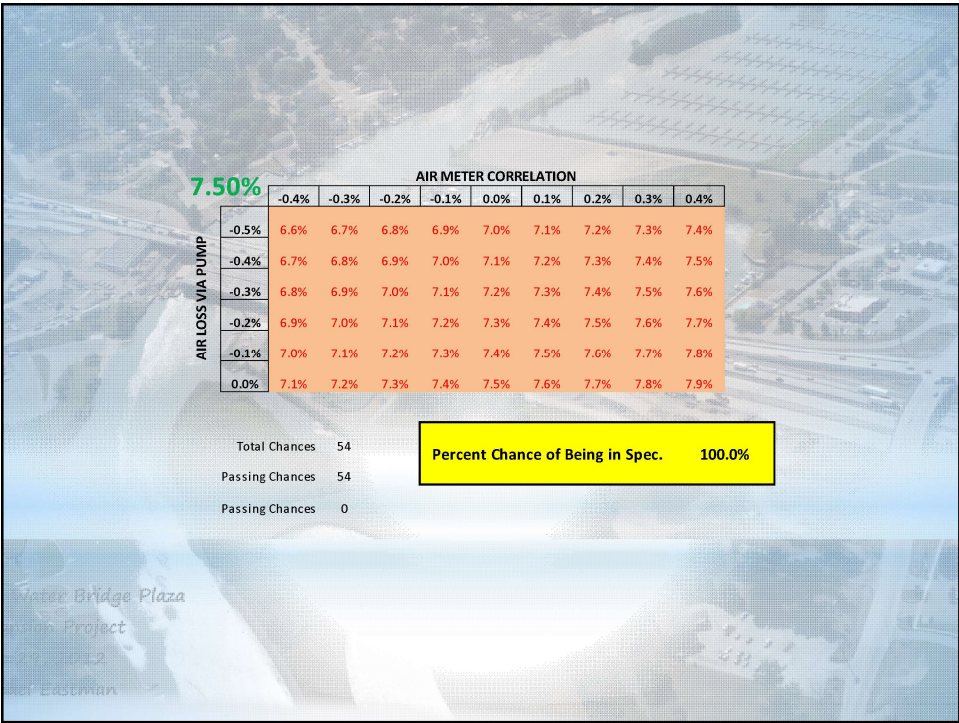 7.50%
AIR METER CORRELATION
-0.4% -0.3% -0.2% -0.1% 0.0% 0.1% 0.2% 0.3% 0.4%
AIR LOSS VIA PUMP
-0.5% 6.6% 6.7% 6.8% 6.9% 7.0% 7.1% 7.2% 7.3% 7.4%
-0.4% 6.7% 6.8% 6.9% 7.0% 7.1% 7.2% 7.3% 7.4% 7.5%
-0.3% 6.8% 6.9% 7.0% 7.1% 7.2% 7.3% 7.4% 7.5% 7.6%
-0.2% 6.9% 7.0% 7.1% 7.2% 7.3% 7.4% 7.5% 7.6% 7.7%
-0.1% 7.0% 7.1% 7.2% 7.3% 7.4% 7.5% 7.6% 7.7% 7.8%
0.0% 7.1% 7.2% 7.3% 7.4% 7.5% 7.6% 7.7% 7.8% 7.9%
Total Chances 54
Percent Chance of Being in Spec. 100.0%
Passing Chances 54
Passing Chances 0
Water Bridge Plaza
Project
Eastman